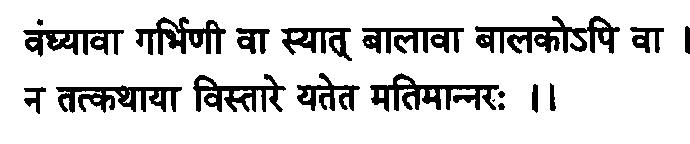 वंध्यावा गर्भिणी वा स्यात् बालावा बालकोऽपि वा ।
न तत्कथाया विस्तारे यतेत मतिमान्नरः ।।